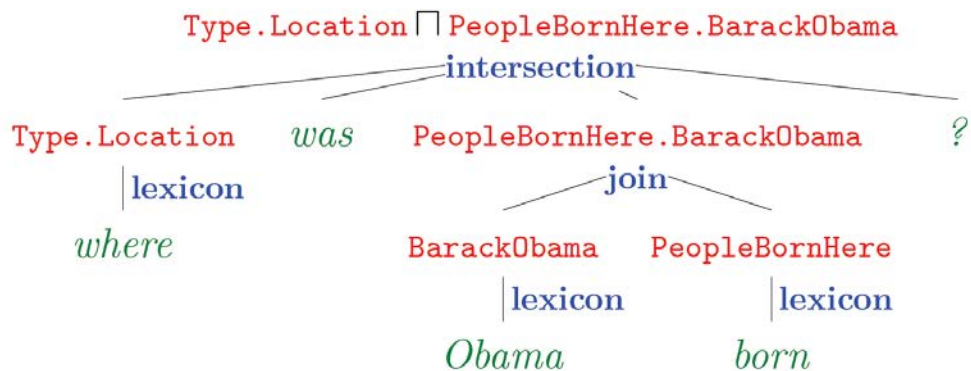 Type.Location ⊓ PeopleBornHere.BarackObama
intersection
Type.Location was PeopleBornHere.BarackObama ?
lexicon join
where BarackObama PeopleBornHere
lexicon lexicon
Obama born